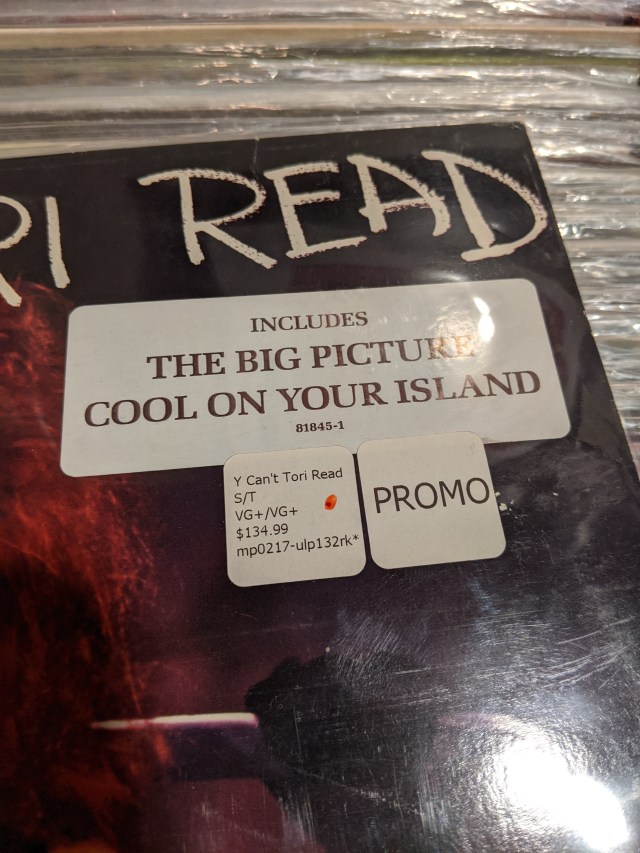 RI READ
INCLUDES
THE BIG PICTURE
COOL ON YOUR ISLAND
81845-1
Y Can't Tori Read
S/T
VG+/VG+
$134.99
mp0217-ulp132rk*
PROMO